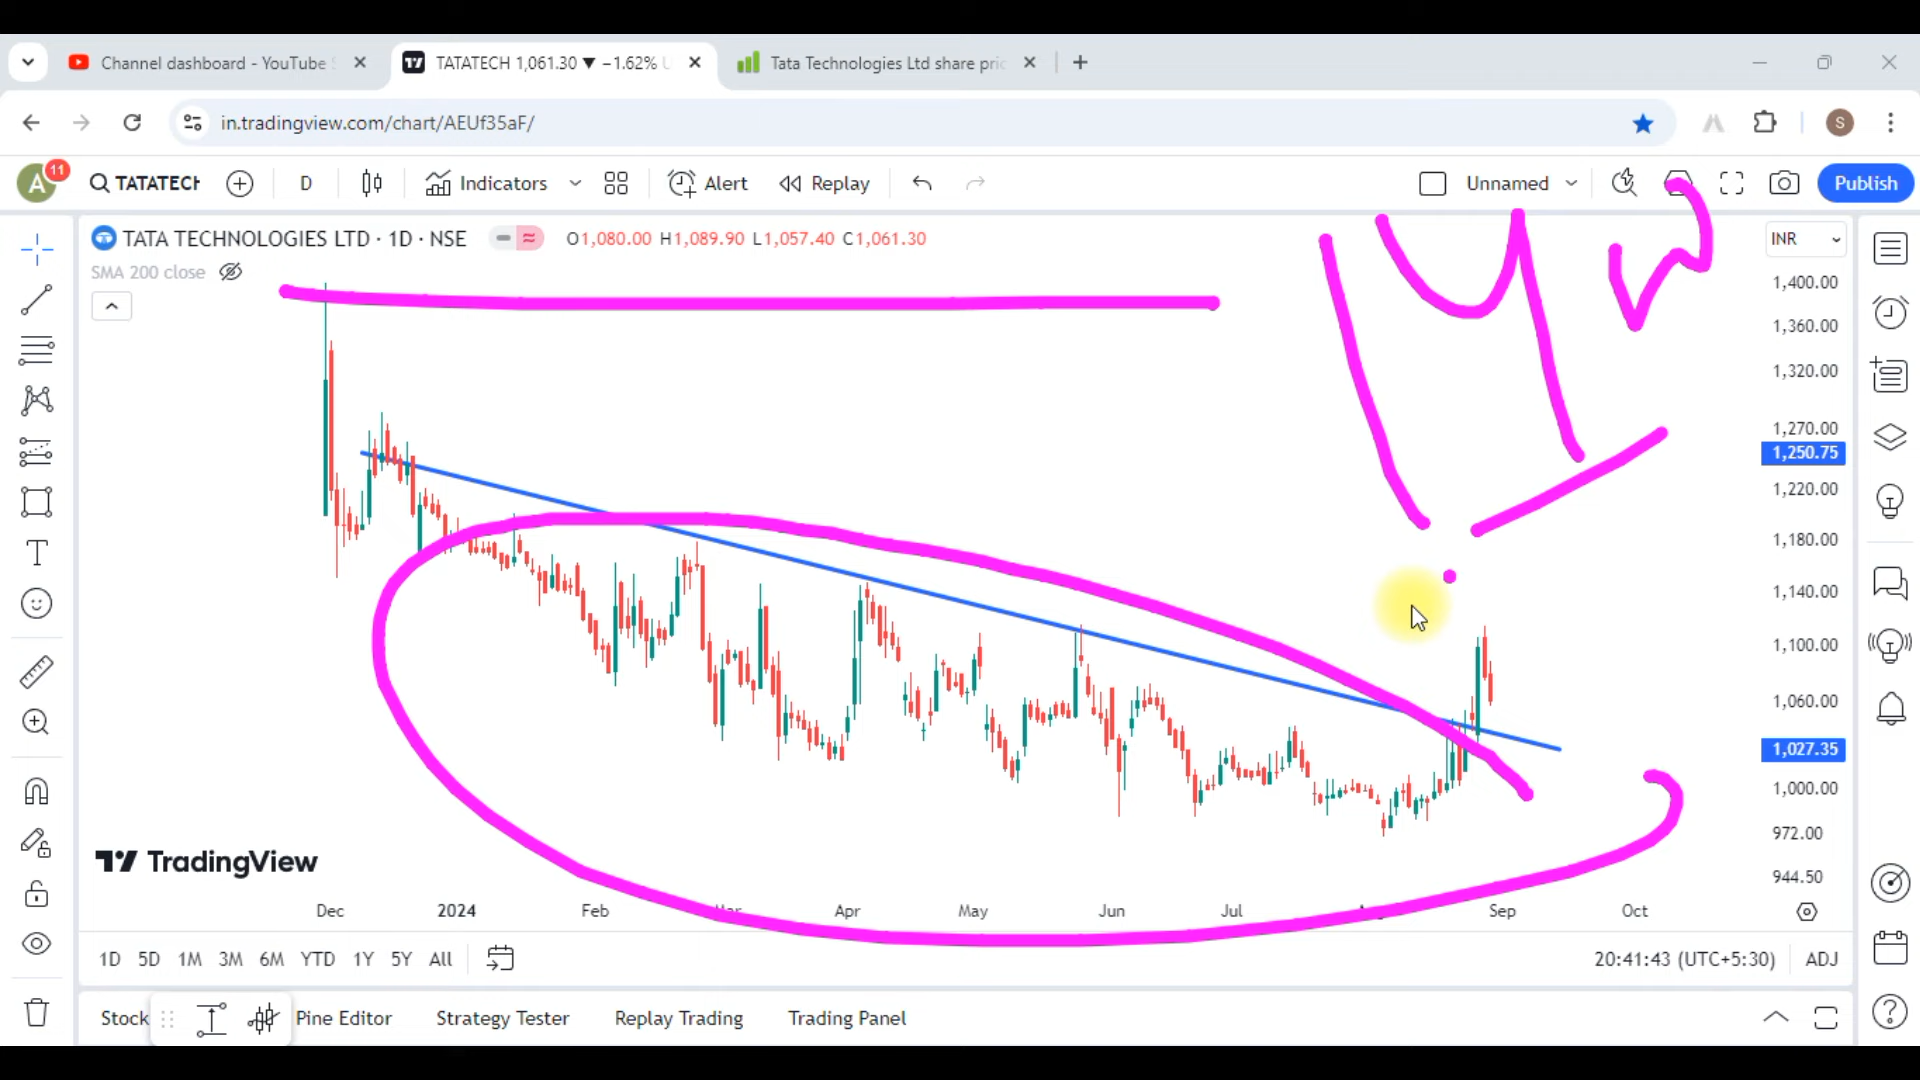 Channel dashboard - YouTube S
TATATECH 1,061.30 ▼ −1.62% U
Tata Technologies Ltd share pric
in.tradingview.com/chart/AEUf35aF/
S
A
11
TATATECH
D
Indicators
Alert
Replay
Unnamed
Publish
TATA TECHNOLOGIES LTD · 1D · NSE
O1,080.00 H1,089.90 L1,057.40 C1,061.30
INR
SMA 200 close
1,400.00
1,360.00
1,320.00
1,270.00
1,250.75
1,220.00
1,180.00
1,140.00
1,100.00
1,060.00
1,027.35
1,000.00
972.00
944.50
TradingView
Dec 2024 Feb Mar Apr May Jun Jul Sep Oct
1D 5D 1M 3M 6M YTD 1Y 5Y All
20:41:43 (UTC+5:30) ADJ
Stock Pine Editor Strategy Tester Replay Trading Trading Panel